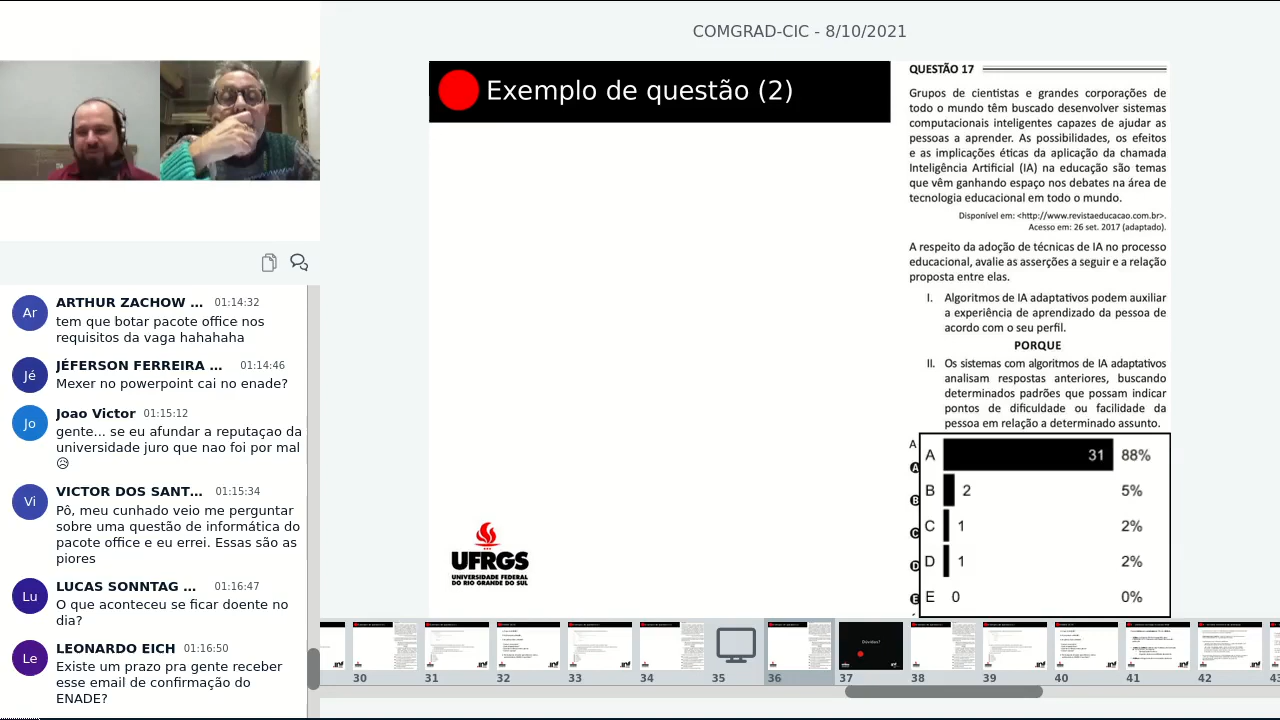 COMGRAD-CIC - 8/10/2021
Exemplo de questão (2)
QUESTÃO 17
Grupos de cientistas e grandes corporações de
todo o mundo têm buscado desenvolver sistemas
computacionais inteligentes capazes de ajudar as
pessoas a aprender. As possibilidades, os efeitos
e as implicações éticas da aplicação da chamada
Inteligência Artificial (IA) na educação são temas
que vêm ganhando espaço nos debates na área de
tecnologia educacional em todo o mundo.
Disponível em: <http://www.revistaeducacao.com.br>.
Acesso em: 26 set. 2017 (adaptado).
A respeito da adoção de técnicas de IA no processo
educacional, avalie as asserções a seguir e a relação
proposta entre elas.
I. Algoritmos de IA adaptativos podem auxiliar
a experiência de aprendizado da pessoa de
acordo com o seu perfil.
PORQUE
II. Os sistemas com algoritmos de IA adaptativos
analisam respostas anteriores, buscando
determinados padrões que possam indicar
pontos de dificuldade ou facilidade da
pessoa em relação a determinado assunto.
A
A
B
C
D
E
A 31 88%
B 2 5%
C 1 2%
D 1 2%
E 0 0%
UFRGS
UNIVERSIDADE FEDERAL
DO RIO GRANDE DO SUL
Ar
ARTHUR ZACHOW ... 01:14:32
tem que botar pacote office nos
requisitos da vaga hahahaha
Jé
JÉFERSON FERREIRA ... 01:14:46
Mexer no powerpoint cai no enade?
Jo
Joao Victor 01:15:12
gente... se eu afundar a reputaçao da
universidade juro que nao foi por mal
😥
Vi
VICTOR DOS SANT... 01:15:34
Pô, meu cunhado veio me perguntar
sobre uma questão de informática do
pacote office e eu errei. Essas são as
piores
Lu
LUCAS SONNTAG ... 01:16:47
O que aconteceu se ficar doente no
dia?
Le
LEONARDO EICH 01:16:50
Existe um prazo pra gente receber
esse email de confirmação do
ENADE?
Dúvidas?
30 31 32 33 34 35 36 37 38 39 40 41 42 43